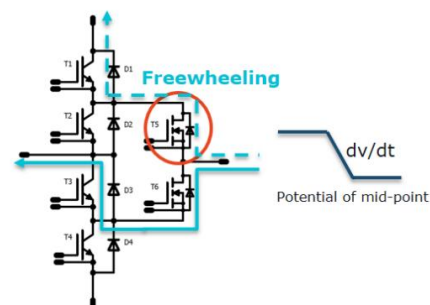 T1
D1
Freewheeling
T2
D2
T5
dv/dt
Potential of mid-point
T3
D3
T6
T4
D4